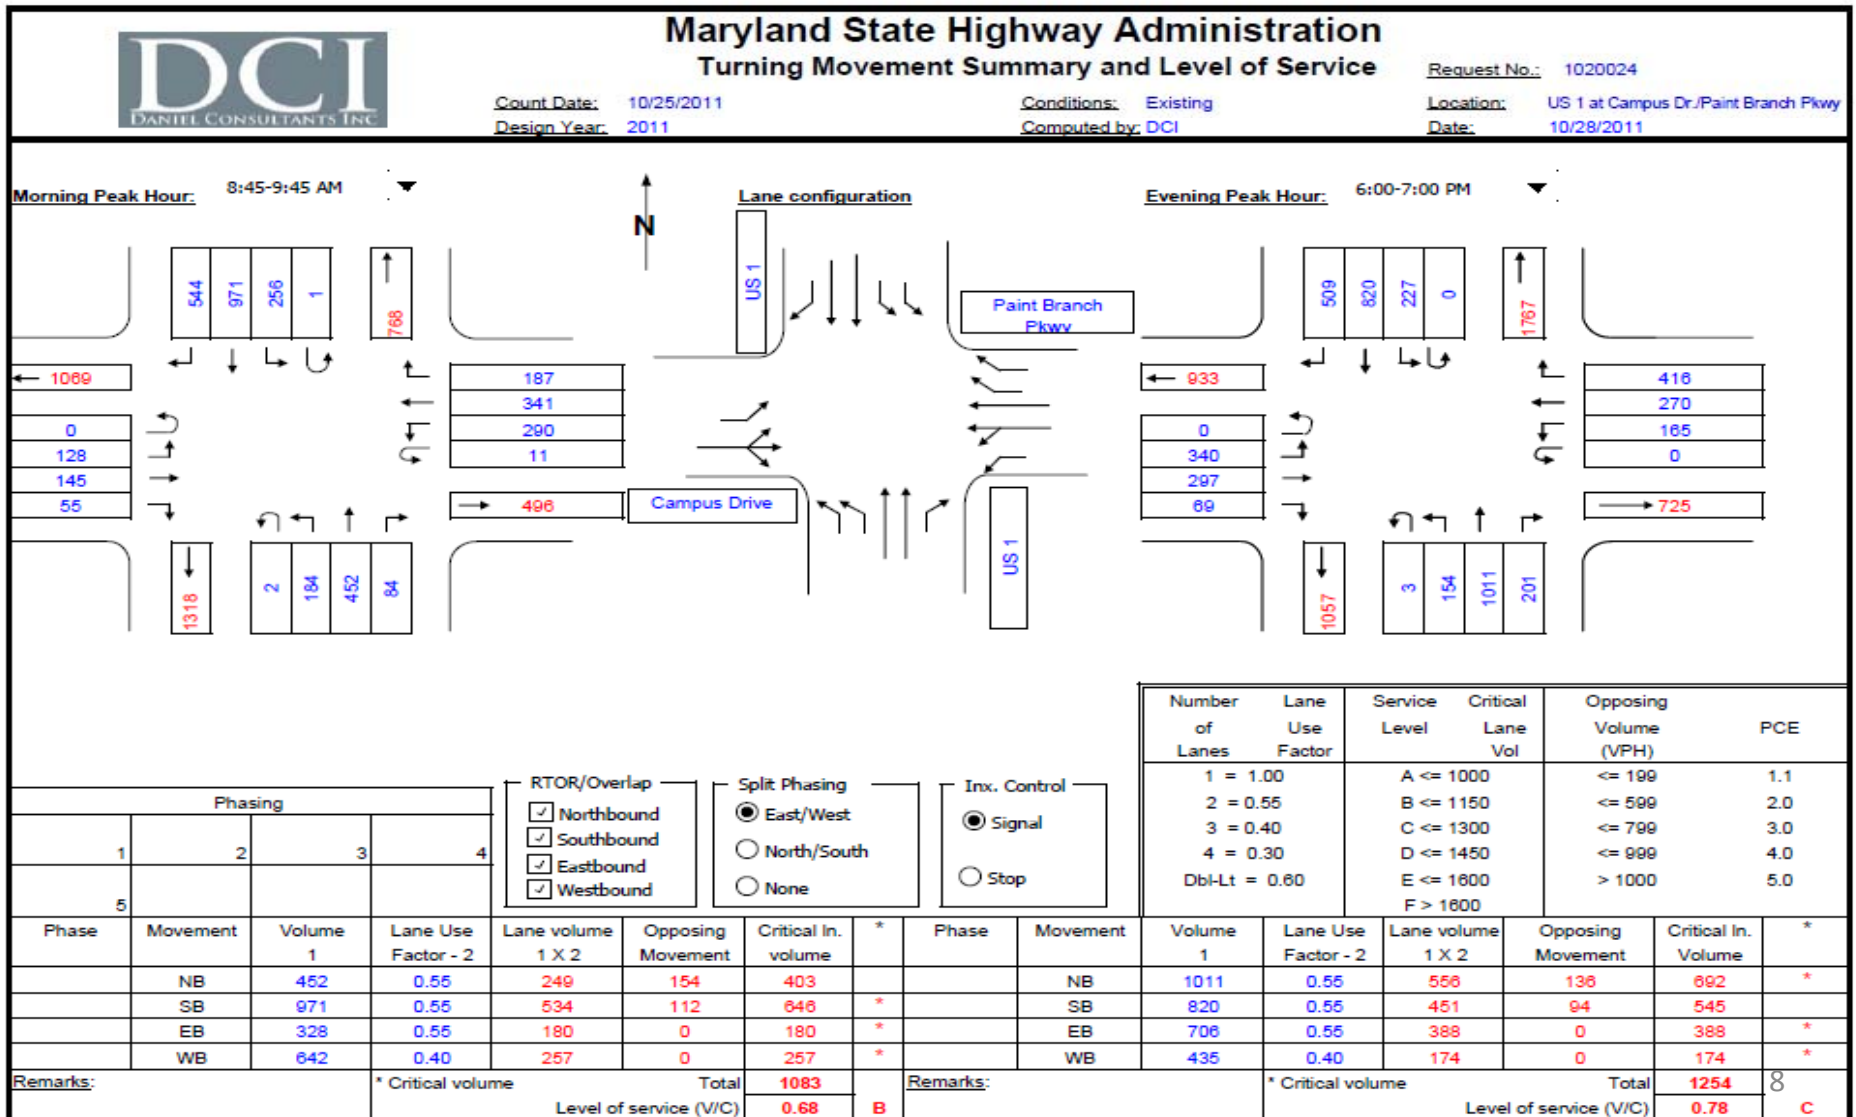 DCI
DANIEL CONSULTANTS INC
Maryland State Highway Administration
Turning Movement Summary and Level of Service
Request No.: 1020024
Count Date: 10/25/2011 Conditions: Existing Location: US 1 at Campus Dr./Paint Branch Pkwy
Design Year: 2011 Computed by: DCI Date: 10/28/2011
Morning Peak Hour: 8:45-9:45 AM
N
Lane configuration
Evening Peak Hour: 6:00-7:00 PM
544 971 256 1 768
1069
187
341
290
11
0
128
145
55
496
1318
2 184 452 84
US 1
Paint Branch
Pkwy
Campus Drive
US 1
509 820 227 0 1767
933
416
270
165
0
0
340
297
69
725
1057
3 154 1011 201
Number Lane Service Critical Opposing
of Use Level Lane Volume PCE
Lanes Factor Vol (VPH)
1 = 1.00 A <= 1000 <= 199 1.1
2 = 0.55 B <= 1150 <= 599 2.0
3 = 0.40 C <= 1300 <= 799 3.0
4 = 0.30 D <= 1450 <= 999 4.0
Dbl-Lt = 0.60 E <= 1600 > 1000 5.0
F > 1600
Phasing
1 2 3 4
5
RTOR/Overlap
Northbound
Southbound
Eastbound
Westbound
Split Phasing
East/West
North/South
None
Inx. Control
Signal
Stop
Phase Movement Volume Lane Use Lane volume Opposing Critical ln. * Phase Movement Volume Lane Use Lane volume Opposing Critical ln. *
1 Factor - 2 1 X 2 Movement volume 1 Factor - 2 1 X 2 Movement Volume
NB 452 0.55 249 154 403 NB 1011 0.55 556 136 692 *
SB 971 0.55 534 112 646 * SB 820 0.55 451 94 545
EB 328 0.55 180 0 180 * EB 706 0.55 388 0 388 *
WB 642 0.40 257 0 257 * WB 435 0.40 174 0 174 *
Remarks: * Critical volume Total 1083 Remarks: * Critical volume Total 1254 8
Level of service (V/C) 0.68 B Level of service (V/C) 0.78 C